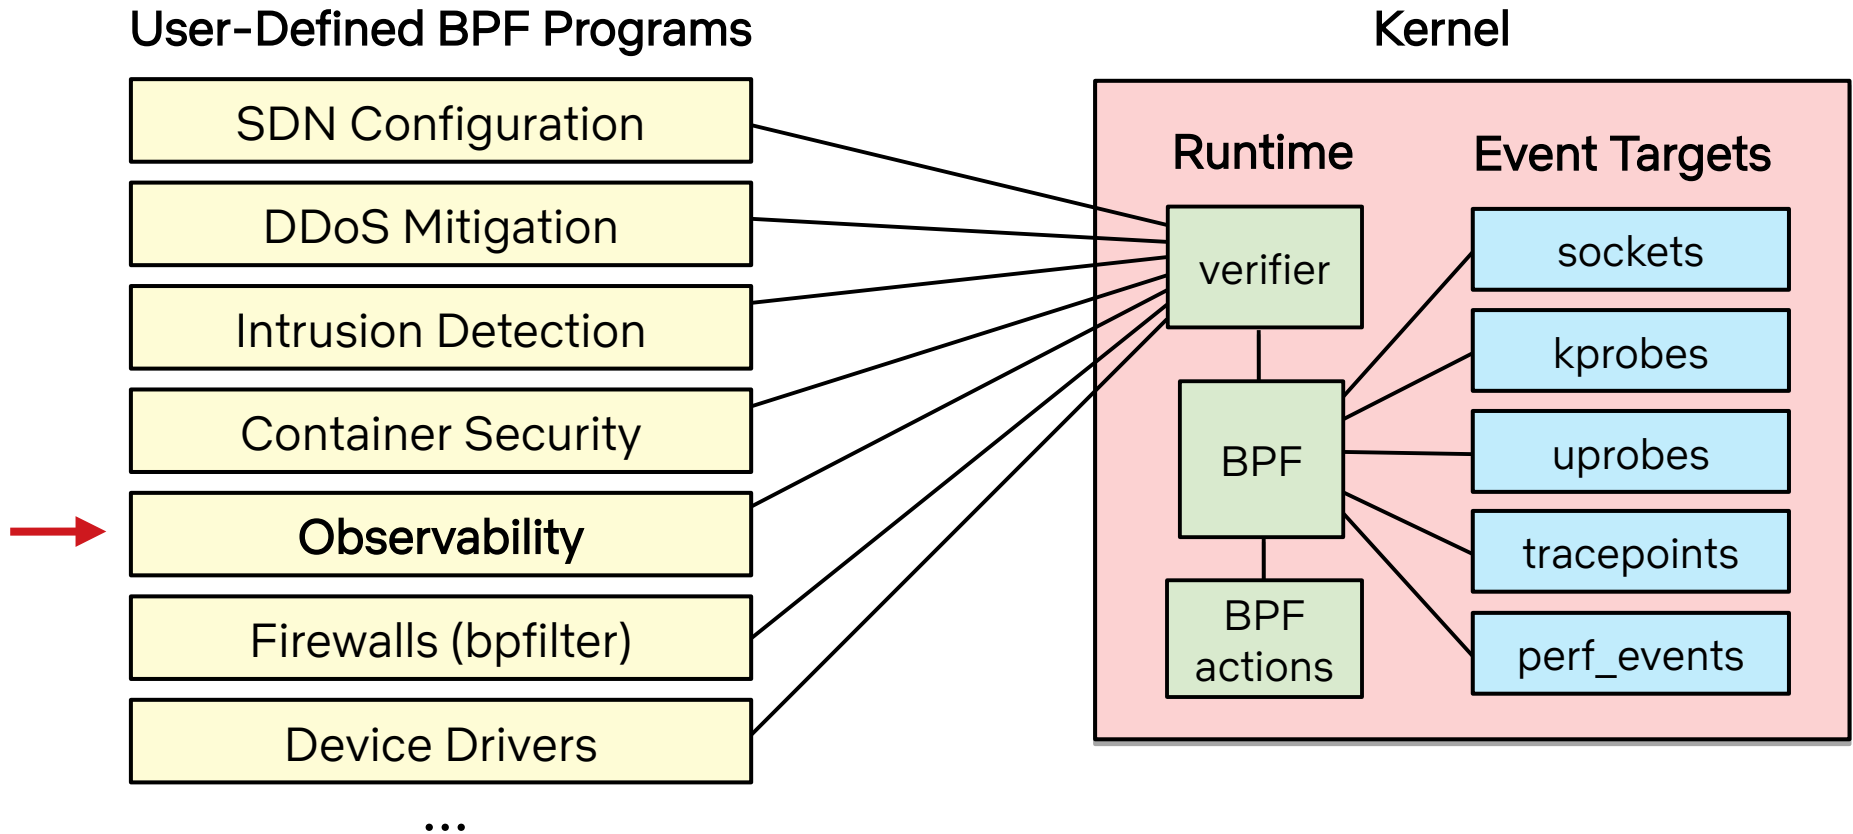 User-Defined BPF Programs
SDN Configuration
DDoS Mitigation
Intrusion Detection
Container Security
Observability
Firewalls (bpfilter)
Device Drivers
...
Kernel
Runtime
verifier
BPF
BPF
actions
Event Targets
sockets
kprobes
uprobes
tracepoints
perf_events